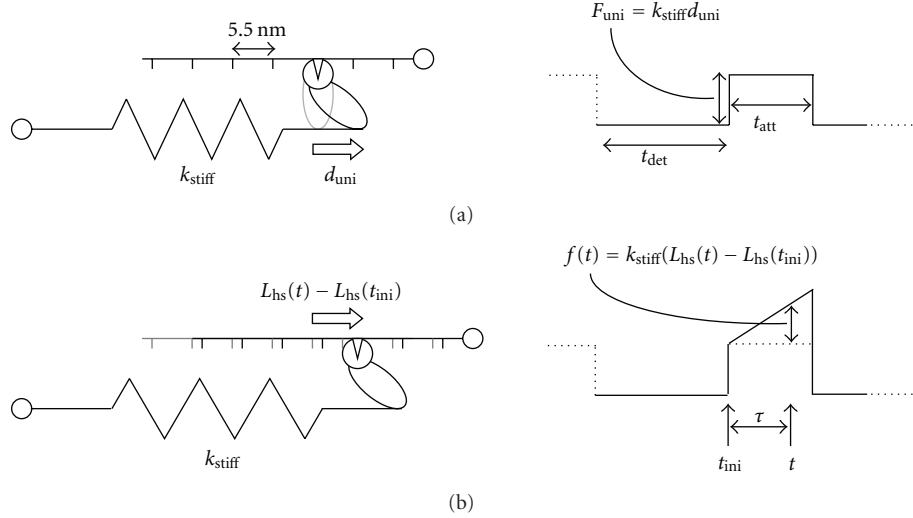 5.5 nm
k_stiff
d_uni
F_uni = k_stiff d_uni
t_att
t_det
(a)
L_hs(t) − L_hs(t_ini)
k_stiff
f(t) = k_stiff(L_hs(t) − L_hs(t_ini))
τ
t_ini
t
(b)